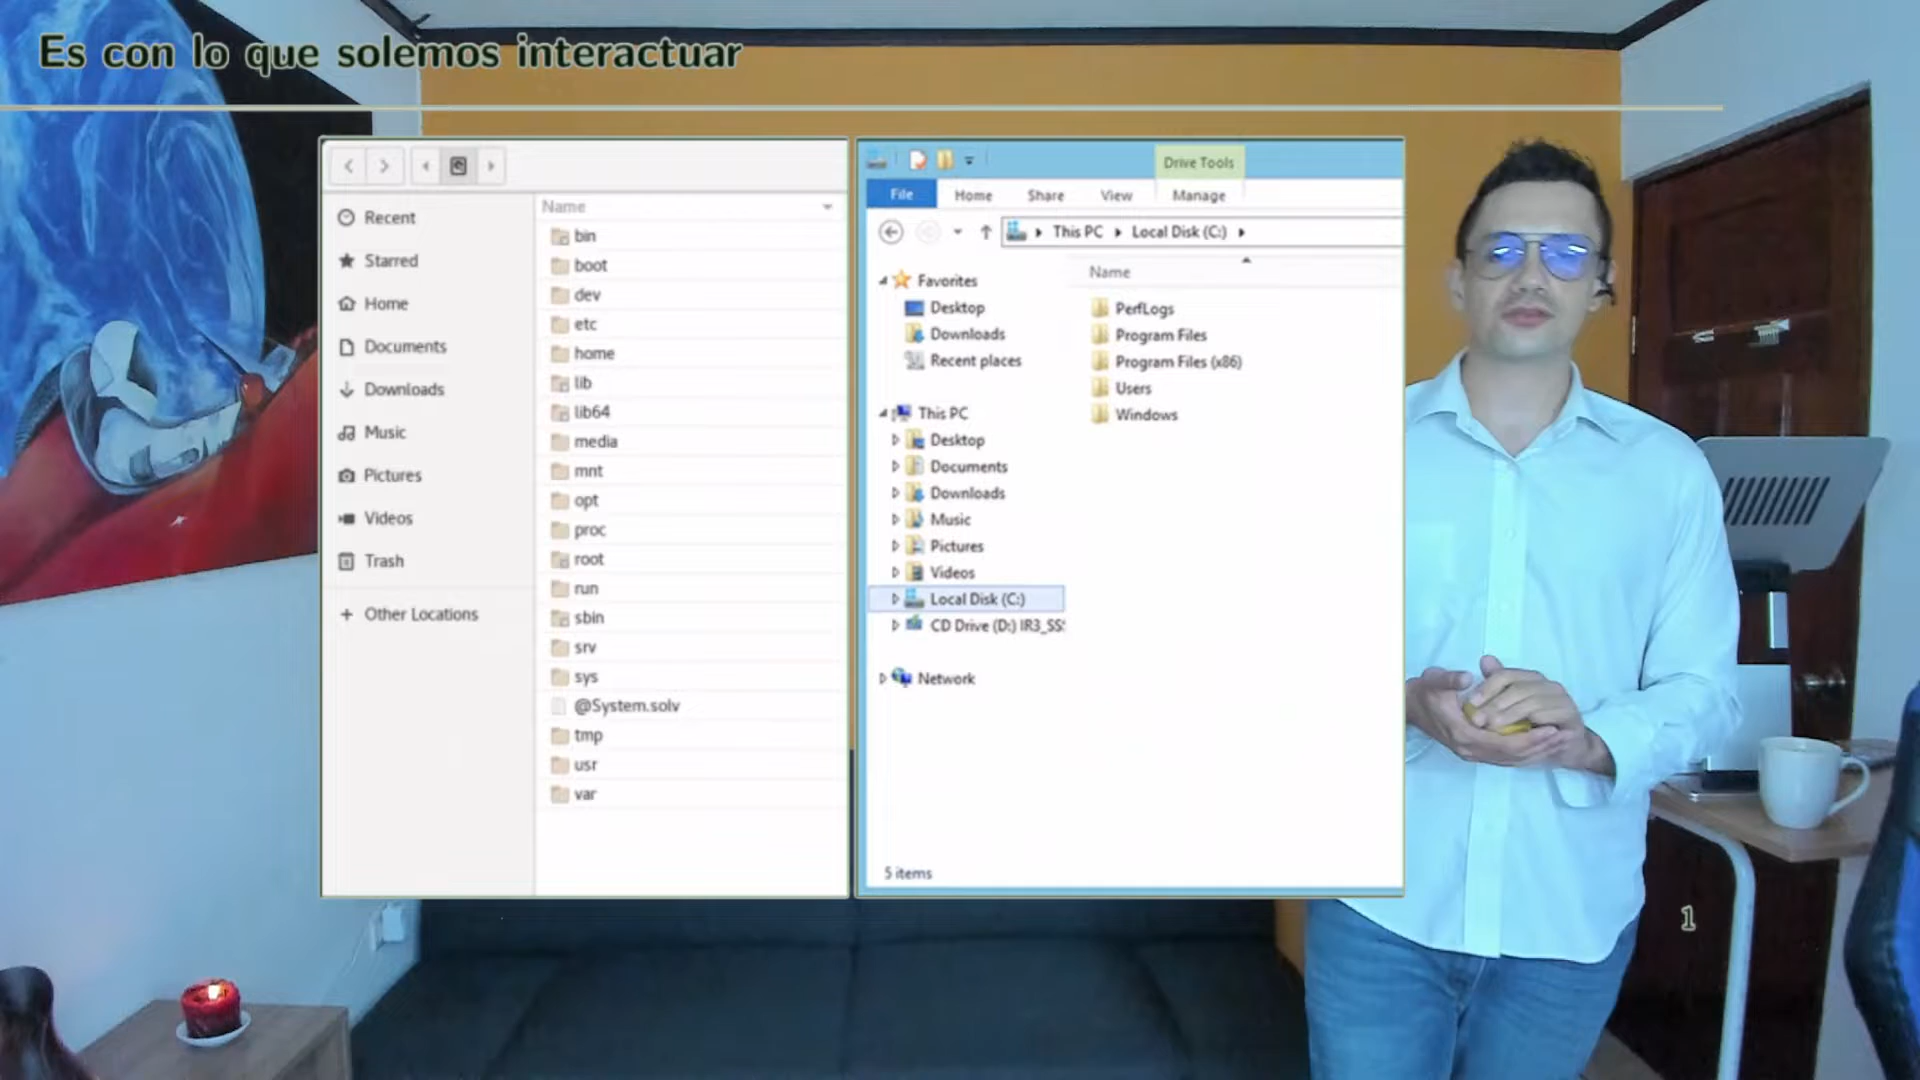 Es con lo que solemos interactuar
Recent
Starred
Home
Documents
Downloads
Music
Pictures
Videos
Trash
+ Other Locations
Name
bin
boot
dev
etc
home
lib
lib64
media
mnt
opt
proc
root
run
sbin
srv
sys
@System.solv
tmp
usr
var
Drive Tools
File Home Share View Manage
This PC Local Disk (C:)
Favorites
Desktop
Downloads
Recent places
This PC
Desktop
Documents
Downloads
Music
Pictures
Videos
Local Disk (C:)
CD Drive (D:) IR3_SS
Network
Name
PerfLogs
Program Files
Program Files (x86)
Users
Windows
5 items
1